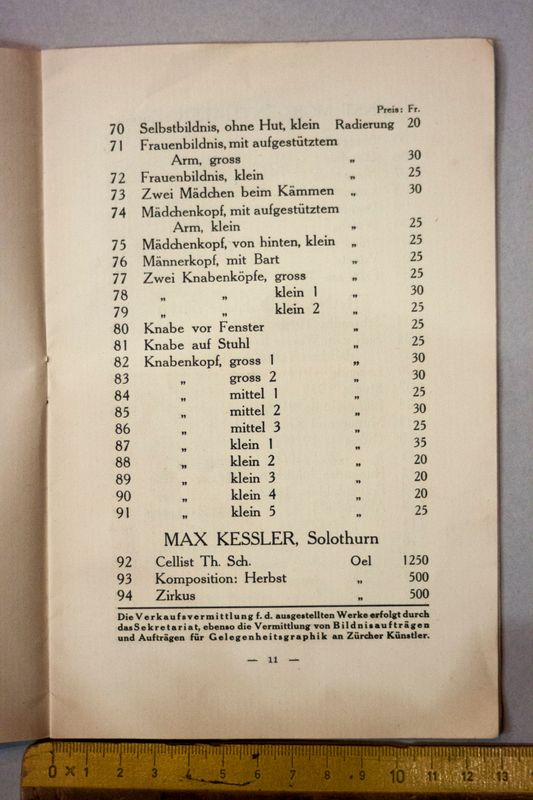 Preis: Fr.
70 Selbstbildnis, ohne Hut, klein Radierung 20
71 Frauenbildnis, mit aufgestütztem
Arm, gross „ 30
72 Frauenbildnis, klein „ 25
73 Zwei Mädchen beim Kämmen „ 30
74 Mädchenkopf, mit aufgestütztem
Arm, klein „ 25
75 Mädchenkopf, von hinten, klein „ 25
76 Männerkopf, mit Bart „ 25
77 Zwei Knabenköpfe, gross „ 25
78 „ „ klein 1 „ 30
79 „ „ klein 2 „ 25
80 Knabe vor Fenster „ 25
81 Knabe auf Stuhl „ 25
82 Knabenkopf, gross 1 „ 30
83 „ gross 2 „ 30
84 „ mittel 1 „ 25
85 „ mittel 2 „ 30
86 „ mittel 3 „ 25
87 „ klein 1 „ 35
88 „ klein 2 „ 20
89 „ klein 3 „ 20
90 „ klein 4 „ 20
91 „ klein 5 „ 25
MAX KESSLER, Solothurn
92 Cellist Th. Sch. Oel 1250
93 Komposition: Herbst „ 500
94 Zirkus „ 500
Die Verkaufsvermittlung f. d. ausgestellten Werke erfolgt durch
das Sekretariat, ebenso die Vermittlung von Bildnisaufträgen
und Aufträgen für Gelegenheitsgraphik an Zürcher Künstler.
— 11 —
0 1 2 3 4 5 6 7 8 9 10 11 12 13